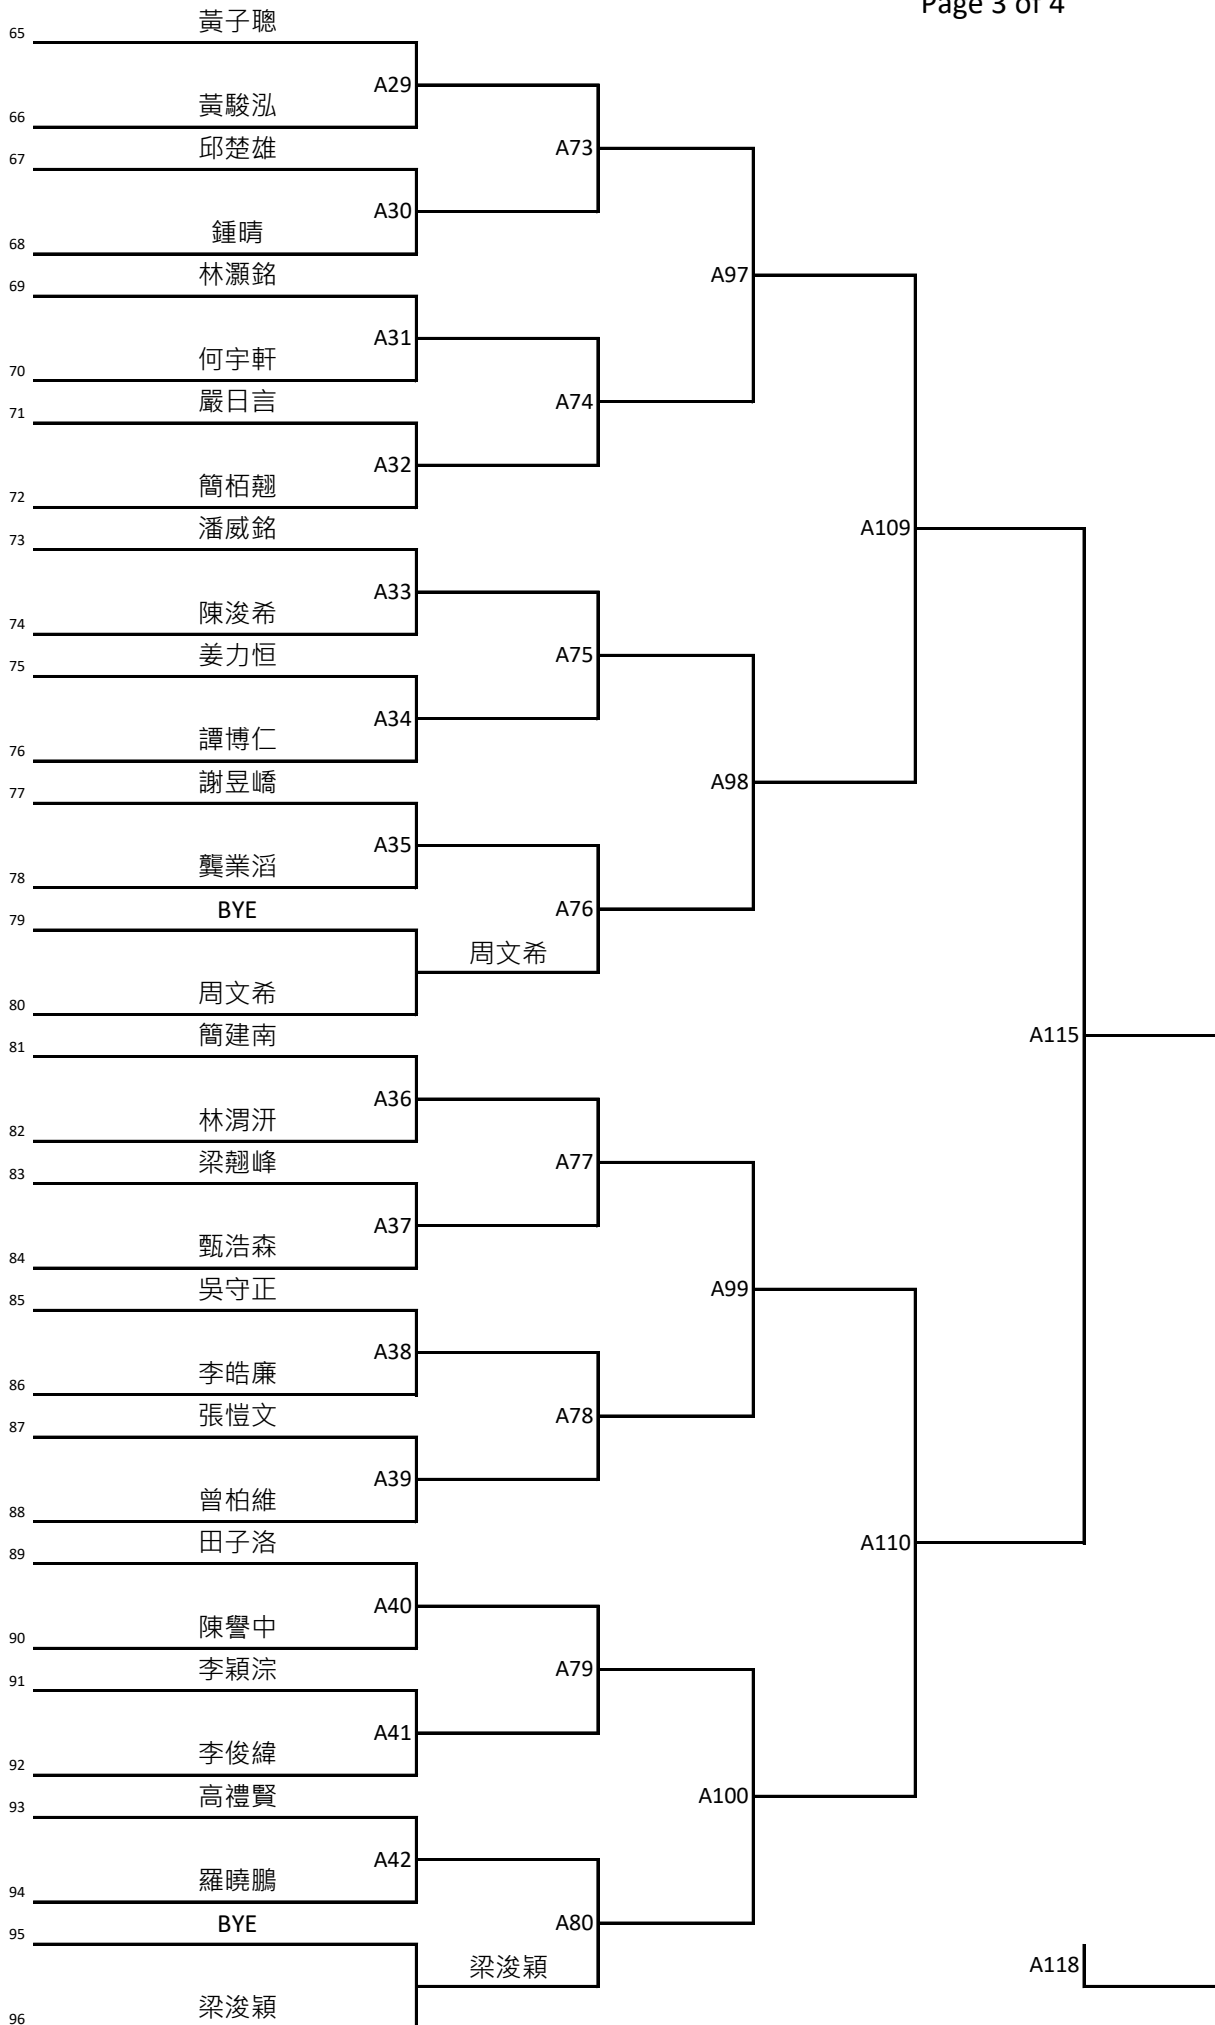 Page 3 of 4
65 黃子聰
A29
66 黃駿泓
67 邱楚雄
A73
A30
68 鍾晴
69 林灝銘
A97
A31
70 何宇軒
71 嚴日言
A74
A32
72 簡栢翹
73 潘威銘
A109
A33
74 陳浚希
75 姜力恒
A75
A34
76 譚博仁
77 謝昱嶠
A98
A35
78 龔業滔
79 BYE
A76
周文希
80 周文希
81 簡建南
A115
A36
82 林渭汧
83 梁翹峰
A77
A37
84 甄浩森
85 吳守正
A99
A38
86 李皓廉
87 張愷文
A78
A39
88 曾柏維
89 田子洛
A110
A40
90 陳譽中
91 李穎淙
A79
A41
92 李俊緯
93 高禮賢
A100
A42
94 羅曉鵬
95 BYE
A80
梁浚穎
A118
96 梁浚穎